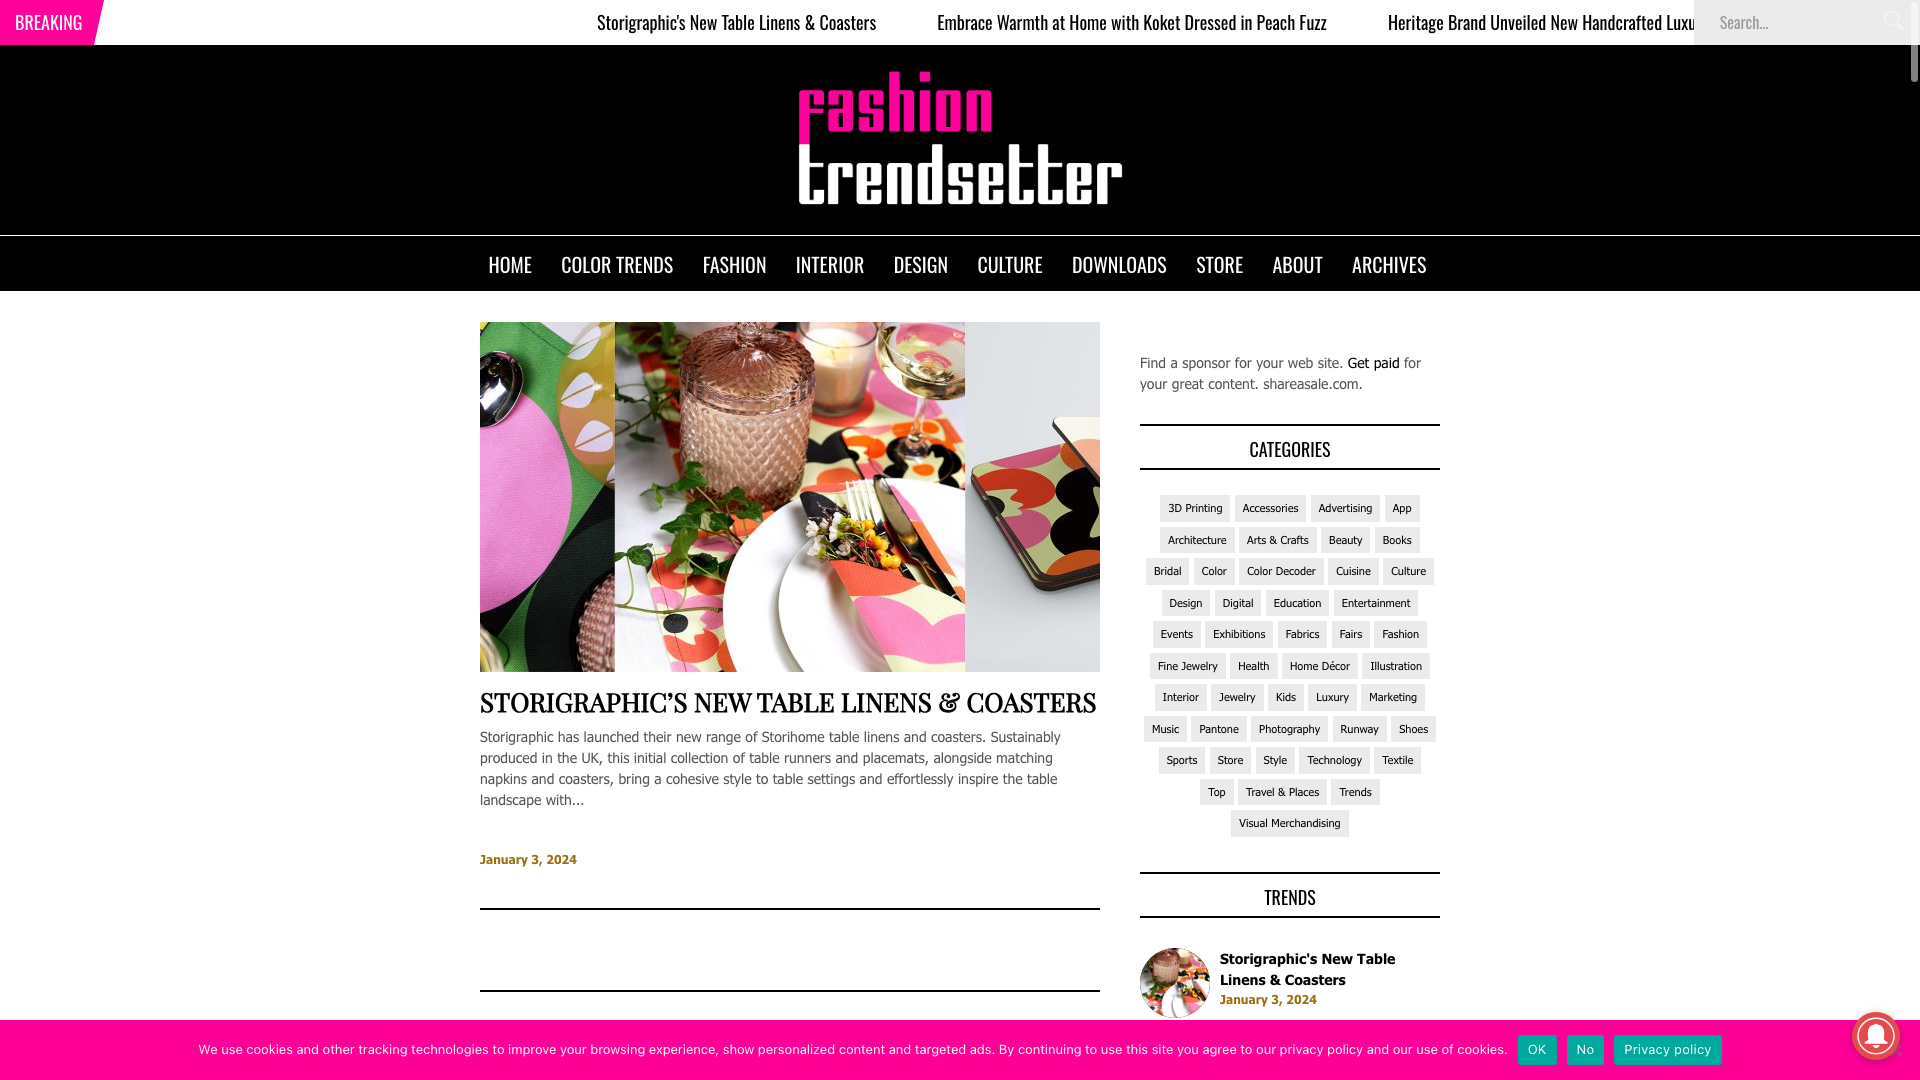 BREAKING
Storigraphic's New Table Linens & Coasters
Embrace Warmth at Home with Koket Dressed in Peach Fuzz
Heritage Brand Unveiled New Handcrafted Luxu
Search...
fashion
trendsetter
HOME COLOR TRENDS FASHION INTERIOR DESIGN CULTURE DOWNLOADS STORE ABOUT ARCHIVES
STORIGRAPHIC’S NEW TABLE LINENS & COASTERS
Storigraphic has launched their new range of Storihome table linens and coasters. Sustainably
produced in the UK, this initial collection of table runners and placemats, alongside matching
napkins and coasters, bring a cohesive style to table settings and effortlessly inspire the table
landscape with...
January 3, 2024
Find a sponsor for your web site. Get paid for
your great content. shareasale.com.
CATEGORIES
3D Printing Accessories Advertising App
Architecture Arts & Crafts Beauty Books
Bridal Color Color Decoder Cuisine Culture
Design Digital Education Entertainment
Events Exhibitions Fabrics Fairs Fashion
Fine Jewelry Health Home Décor Illustration
Interior Jewelry Kids Luxury Marketing
Music Pantone Photography Runway Shoes
Sports Store Style Technology Textile
Top Travel & Places Trends
Visual Merchandising
TRENDS
Storigraphic's New Table
Linens & Coasters
January 3, 2024
We use cookies and other tracking technologies to improve your browsing experience, show personalized content and targeted ads. By continuing to use this site you agree to our privacy policy and our use of cookies. OK No Privacy policy